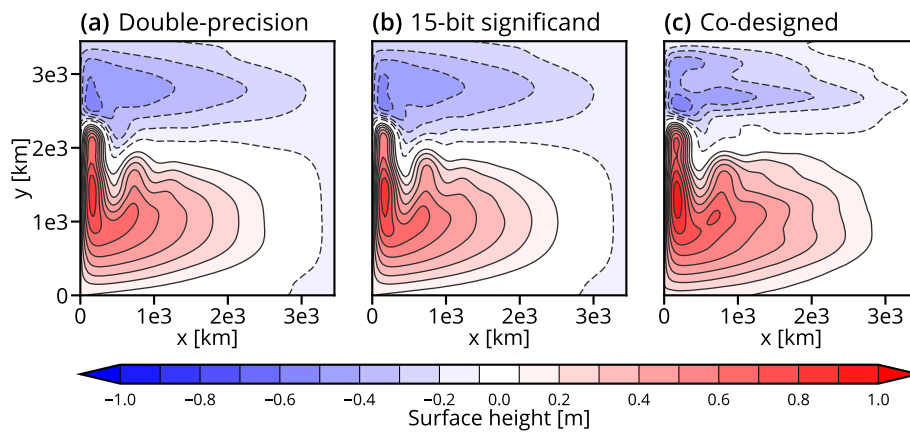 (a) Double-precision (b) 15-bit significand (c) Co-designed
3e3
2e3
1e3
0
y [km]
0 1e3 2e3 3e3 0 1e3 2e3 3e3 0 1e3 2e3 3e3
x [km] x [km] x [km]
−1.0 −0.8 −0.6 −0.4 −0.2 0.0 0.2 0.4 0.6 0.8 1.0
Surface height [m]